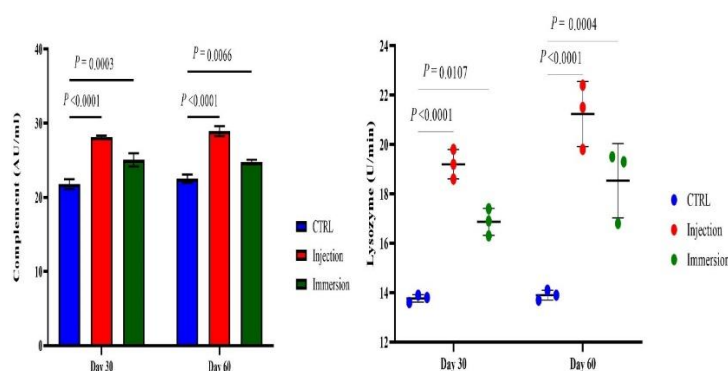 Complement (AU/ml)
40
30
20
10
0
P = 0.0003
P <0.0001
P = 0.0066
P <0.0001
Day 30
Day 60
CTRL
Injection
Immersion
Lysozyme (U/min)
24
22
20
18
16
14
12
P = 0.0107
P <0.0001
P = 0.0004
P <0.0001
Day 30
Day 60
CTRL
Injection
Immersion